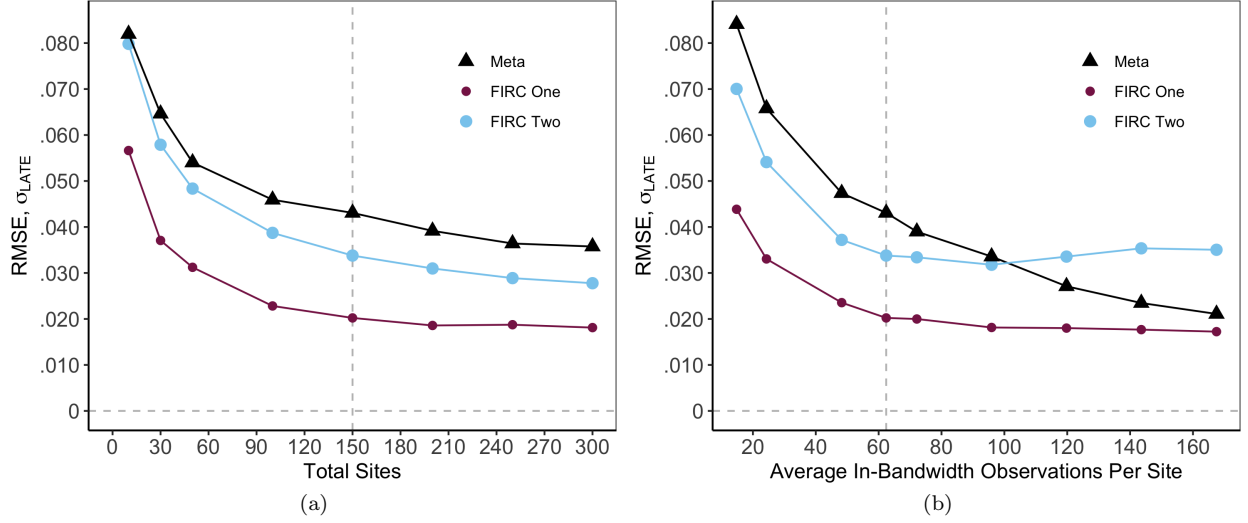 .080
.070
.060
.050
.040
.030
.020
.010
0
RMSE, σLATE
Meta
FIRC One
FIRC Two
0 30 60 90 120 150 180 210 240 270 300
Total Sites
(a)
.080
.070
.060
.050
.040
.030
.020
.010
0
RMSE, σLATE
Meta
FIRC One
FIRC Two
20 40 60 80 100 120 140 160
Average In-Bandwidth Observations Per Site
(b)